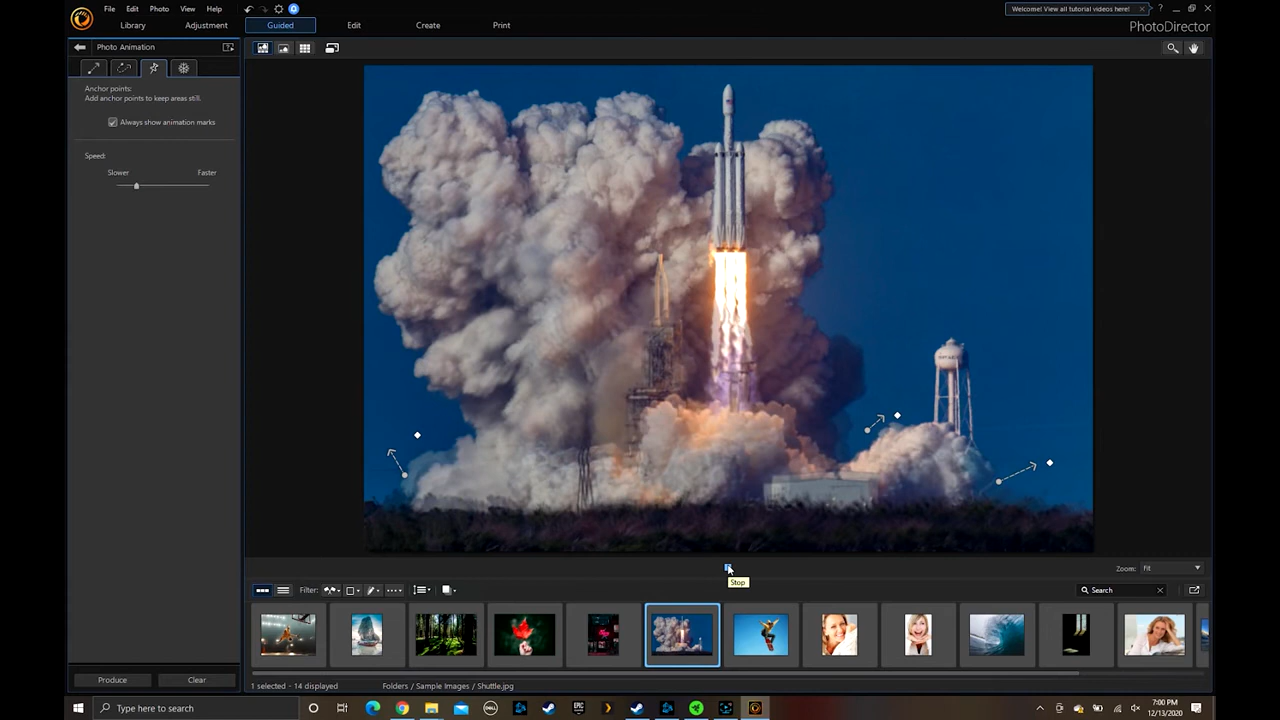 File Edit Photo View Help
Welcome! View all tutorial videos here!
Library Adjustment Guided Edit Create Print
PhotoDirector
Photo Animation
Anchor points:
Add anchor points to keep areas still.
Always show animation marks
Speed:
Slower Faster
Stop
Zoom: Fit
Filter:
Search
Produce Clear
1 selected - 14 displayed Folders / Sample Images / Shuttle.jpg
Type here to search
DELL
EPIC
7:00 PM
12/13/2020